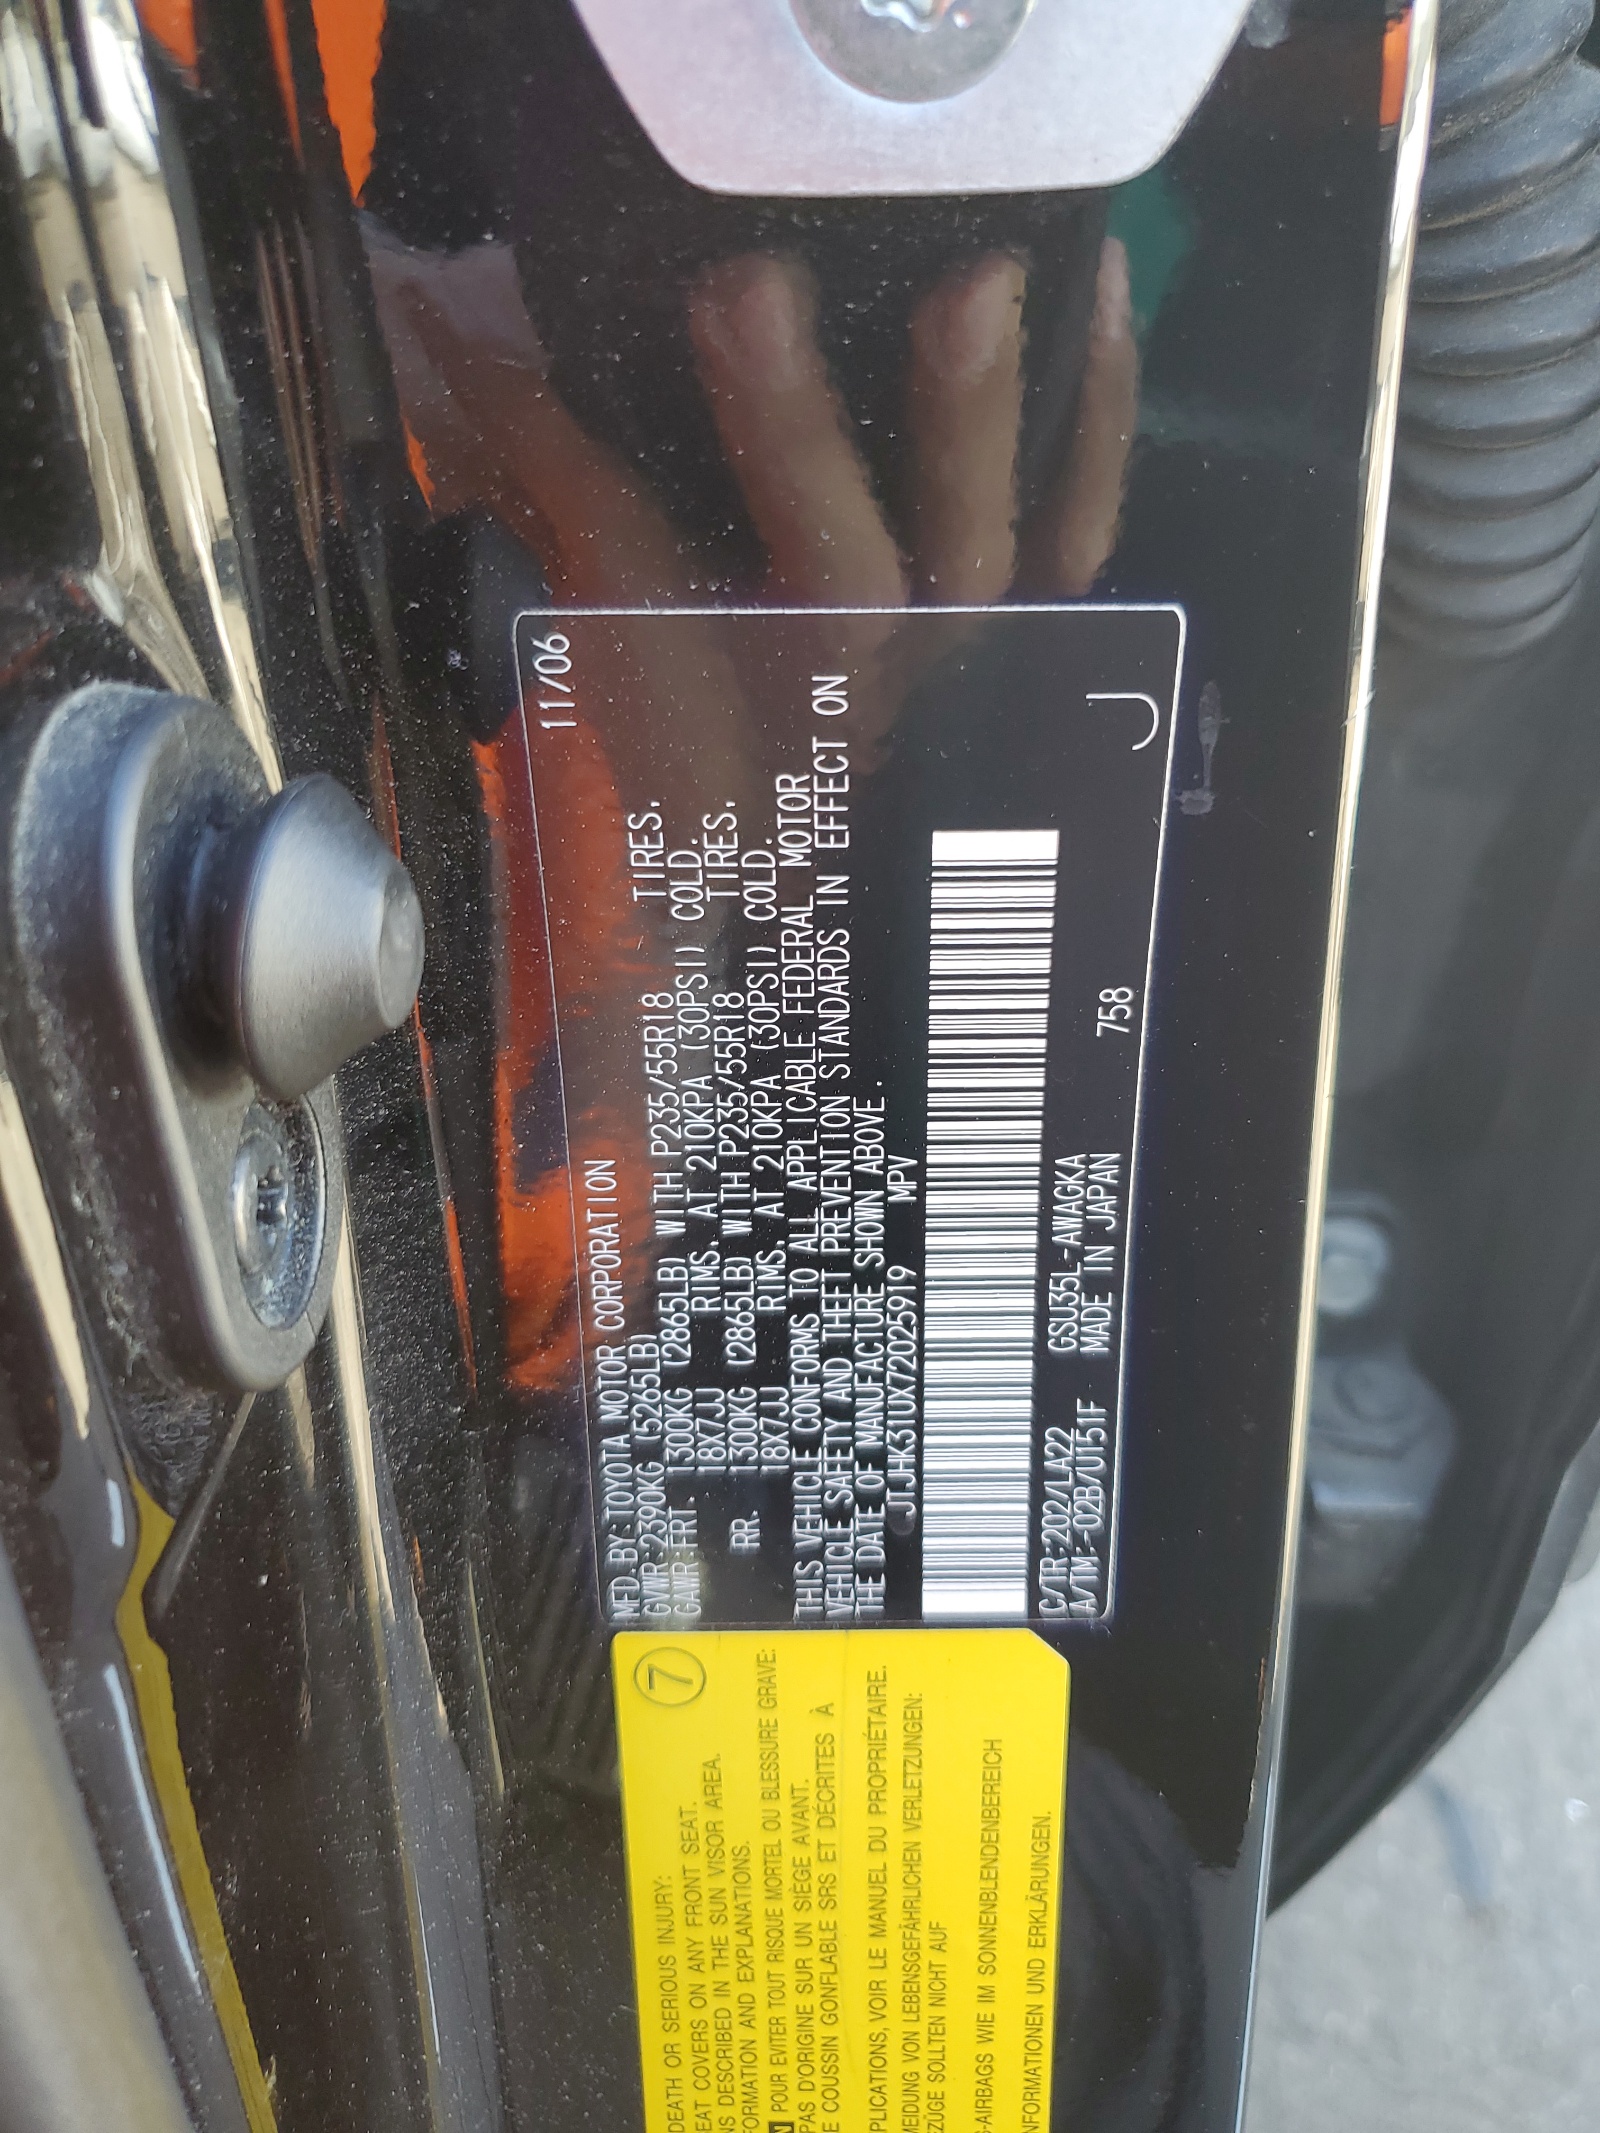 11/06
MFD.BY:TOYOTA MOTOR CORPORATION
GVWR:2390KG (5265LB)
GAWR:FRT. 1300KG (2865LB) WITH P235/55R18 TIRES.
18X7JJ RIMS. AT 210KPA (30PSI) COLD.
RR. 1300KG (2865LB) WITH P235/55R18 TIRES.
18X7JJ RIMS. AT 210KPA (30PSI) COLD.
THIS VEHICLE CONFORMS TO ALL APPLICABLE FEDERAL MOTOR
VEHICLE SAFETY AND THEFT PREVENTION STANDARDS IN EFFECT ON
THE DATE OF MANUFACTURE SHOWN ABOVE.
JTJHK31UX72025919 MPV
C/TR:202/LA22 GSU35L-AWAGKA
A/TM:-02B/U151F MADE IN JAPAN 758
J
7
DEATH OR SERIOUS INJURY:
EAT COVERS ON ANY FRONT SEAT.
NS DESCRIBED IN THE SUN VISOR AREA.
FORMATION AND EXPLANATIONS.
POUR EVITER TOUT RISQUE MORTEL OU BLESSURE GRAVE:
PAS D'ORIGINE SUR UN SIÈGE AVANT.
E COUSSIN GONFLABLE SRS ET DÉCRITES À
PLICATIONS, VOIR LE MANUEL DU PROPRIÉTAIRE.
MEIDUNG VON LEBENSGEFÄHRLICHEN VERLETZUNGEN:
ZÜGE SOLLTEN NICHT AUF
S-AIRBAGS WIE IM SONNENBLENDENBEREICH
NFORMATIONEN UND ERKLÄRUNGEN.